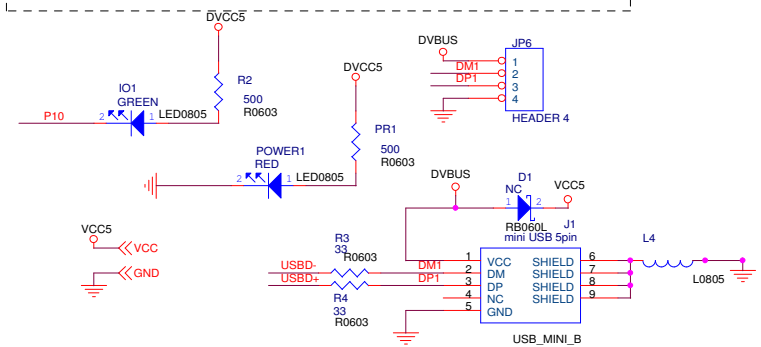 DVCC5
DVBUS
JP6
1
DM1
2
DP1
3
4
HEADER 4
IO1
GREEN
R2
500
R0603
P10
2
1
LED0805
DVCC5
PR1
500
R0603
POWER1
RED
2
1
LED0805
DVBUS
D1
NC
1
2
VCC5
RB060L
J1
mini USB 5pin
VCC5
VCC
GND
R3
33
R0603
USBD-
DM1
USBD+
DP1
R4
33
R0603
1
VCC
SHIELD
6
2
DM
SHIELD
7
3
DP
SHIELD
8
4
NC
SHIELD
9
5
GND
USB_MINI_B
L4
L0805